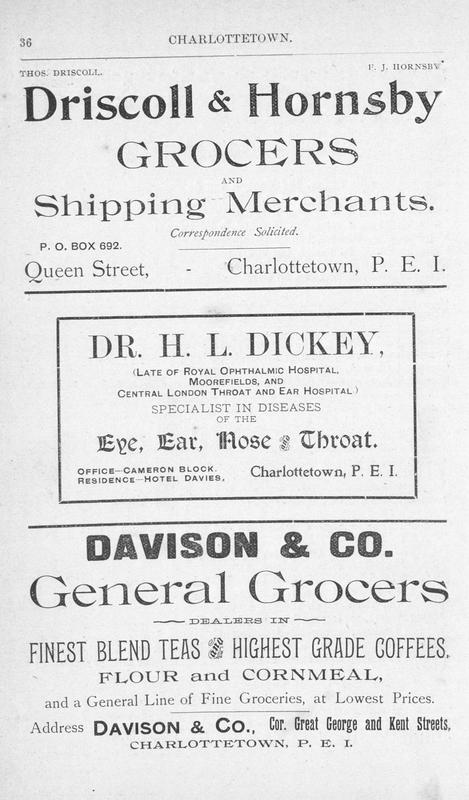 36
CHARLOTTETOWN.
THOS. DRISCOLL.
F. J. HORNSBY
Driscoll & Hornsby
GROCERS
AND
Shipping Merchants.
Correspondence Solicited.
P. O. BOX 692.
Queen Street, - Charlottetown, P. E. I.
DR. H. L. DICKEY,
(LATE OF ROYAL OPHTHALMIC HOSPITAL,
MOOREFIELDS, AND
CENTRAL LONDON THROAT AND EAR HOSPITAL)
SPECIALIST IN DISEASES
OF THE
Eye, Ear, Nose & Throat.
OFFICE—CAMERON BLOCK.
RESIDENCE—HOTEL DAVIES,
Charlottetown, P. E. I.
DAVISON & CO.
General Grocers
DEALERS IN
FINEST BLEND TEAS & HIGHEST GRADE COFFEES,
FLOUR and CORNMEAL,
and a General Line of Fine Groceries, at Lowest Prices.
Address DAVISON & CO., Cor. Great George and Kent Streets,
CHARLOTTETOWN, P. E. I.